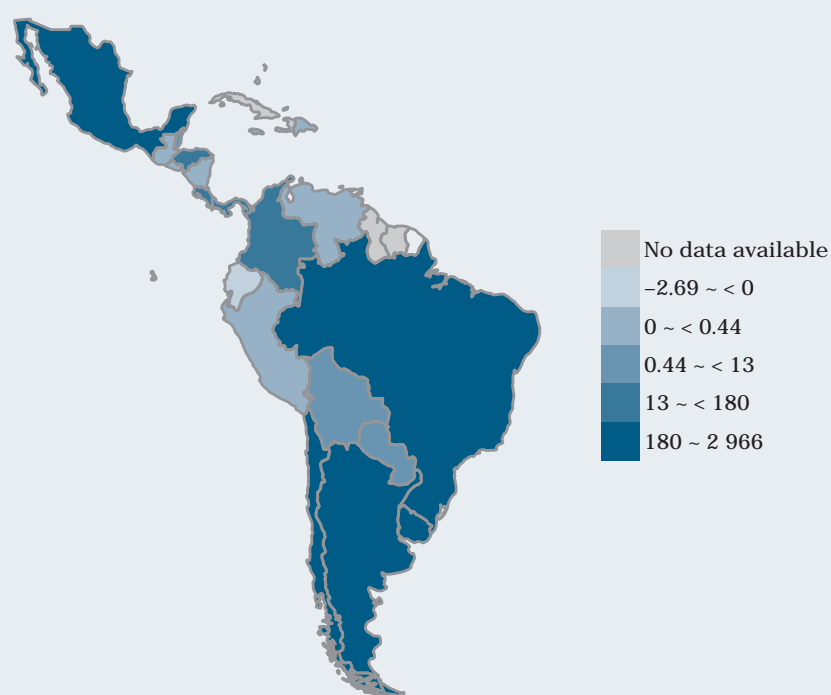 No data available
−2.69 ~ < 0
0 ~ < 0.44
0.44 ~ < 13
13 ~ < 180
180 ~ 2 966